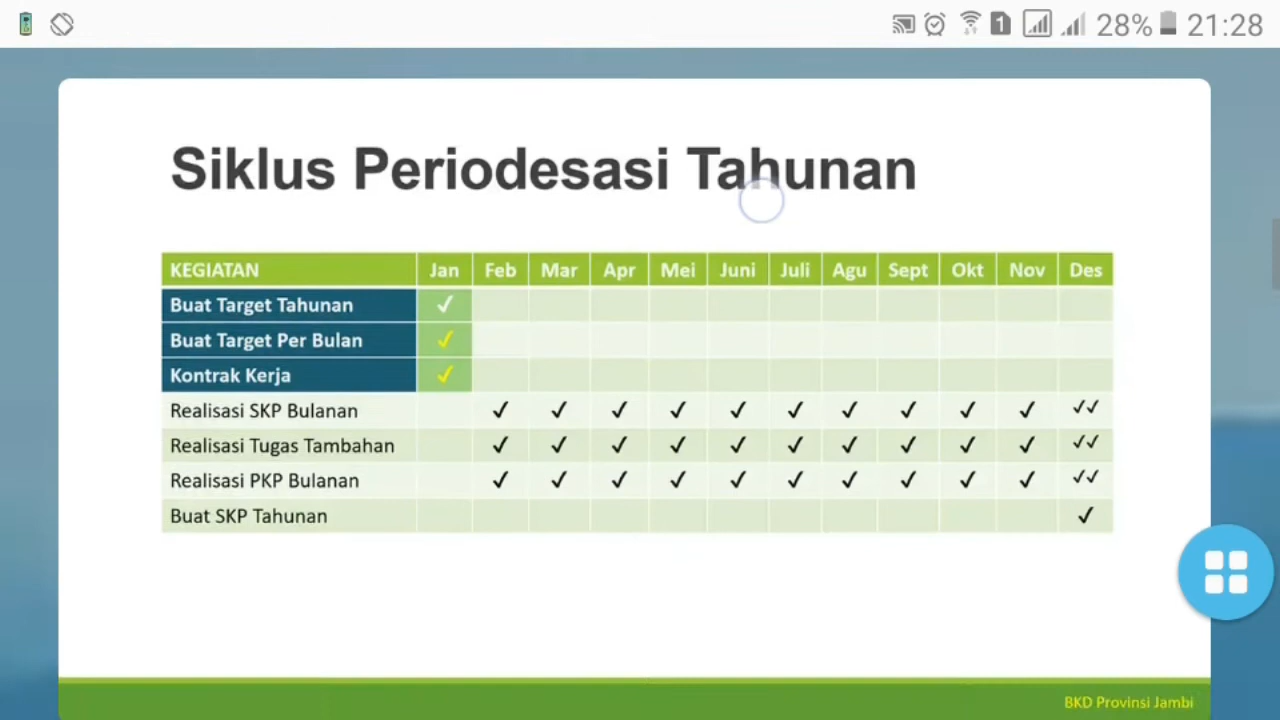 28% 21:28
Siklus Periodesasi Tahunan
KEGIATAN Jan Feb Mar Apr Mei Juni Juli Agu Sept Okt Nov Des
Buat Target Tahunan ✓
Buat Target Per Bulan ✓
Kontrak Kerja ✓
Realisasi SKP Bulanan ✓ ✓ ✓ ✓ ✓ ✓ ✓ ✓ ✓ ✓ ✓✓
Realisasi Tugas Tambahan ✓ ✓ ✓ ✓ ✓ ✓ ✓ ✓ ✓ ✓ ✓✓
Realisasi PKP Bulanan ✓ ✓ ✓ ✓ ✓ ✓ ✓ ✓ ✓ ✓ ✓✓
Buat SKP Tahunan ✓
BKD Provinsi Jambi